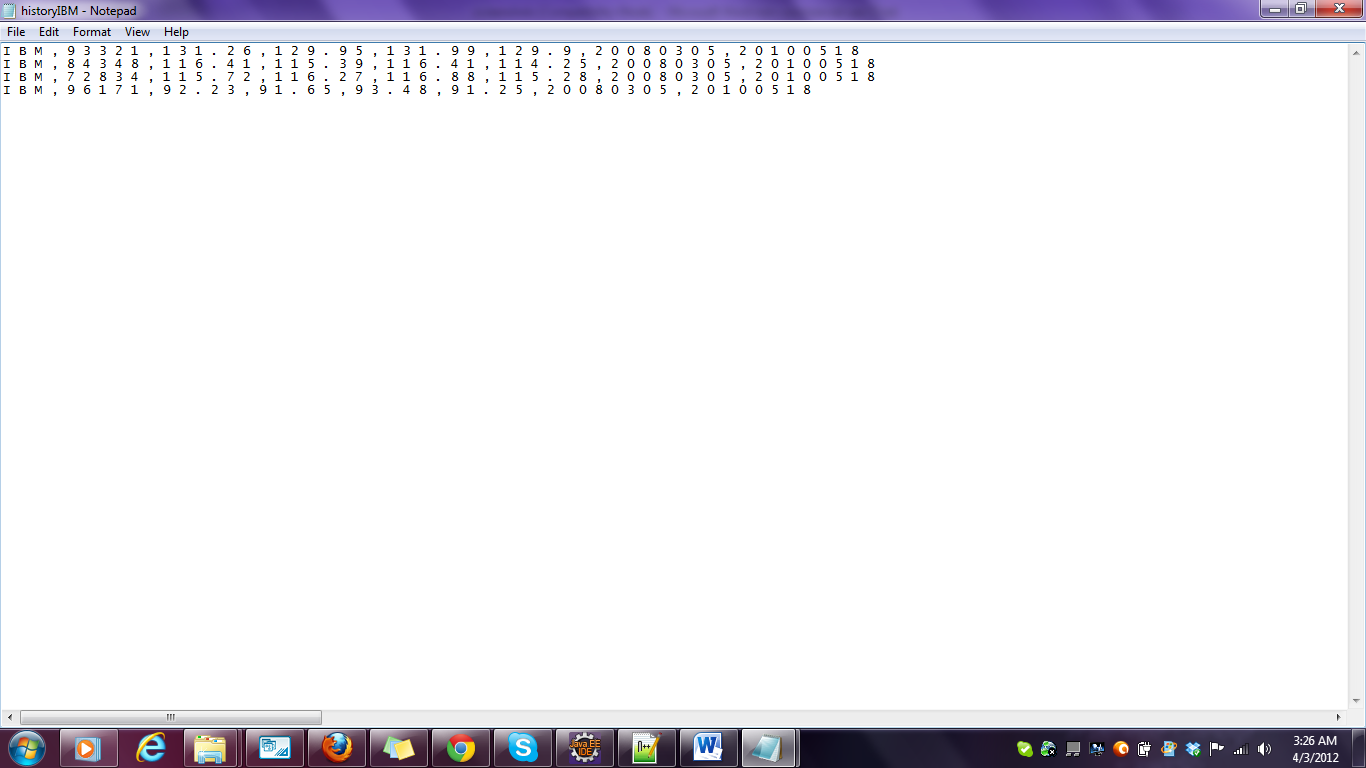 historyIBM - Notepad
File Edit Format View Help
I B M , 9 3 3 2 1 , 1 3 1 . 2 6 , 1 2 9 . 9 5 , 1 3 1 . 9 9 , 1 2 9 . 9 , 2 0 0 8 0 3 0 5 , 2 0 1 0 0 5 1 8
I B M , 8 4 3 4 8 , 1 1 6 . 4 1 , 1 1 5 . 3 9 , 1 1 6 . 4 1 , 1 1 4 . 2 5 , 2 0 0 8 0 3 0 5 , 2 0 1 0 0 5 1 8
I B M , 7 2 8 3 4 , 1 1 5 . 7 2 , 1 1 6 . 2 7 , 1 1 6 . 8 8 , 1 1 5 . 2 8 , 2 0 0 8 0 3 0 5 , 2 0 1 0 0 5 1 8
I B M , 9 6 1 7 1 , 9 2 . 2 3 , 9 1 . 6 5 , 9 3 . 4 8 , 9 1 . 2 5 , 2 0 0 8 0 3 0 5 , 2 0 1 0 0 5 1 8
Java EE
IDE
n++
W
3:26 AM
4/3/2012